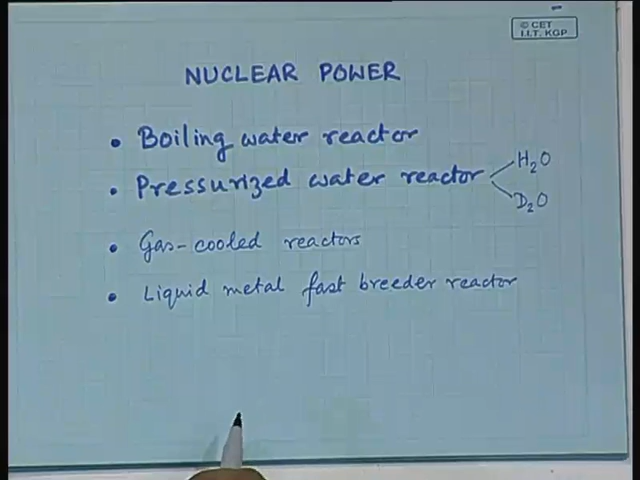 © CET
I.I.T. KGP
NUCLEAR POWER
• Boiling water reactor
• Pressurized water reactor
H₂O
D₂O
• Gas-cooled reactors
• Liquid metal fast breeder reactor